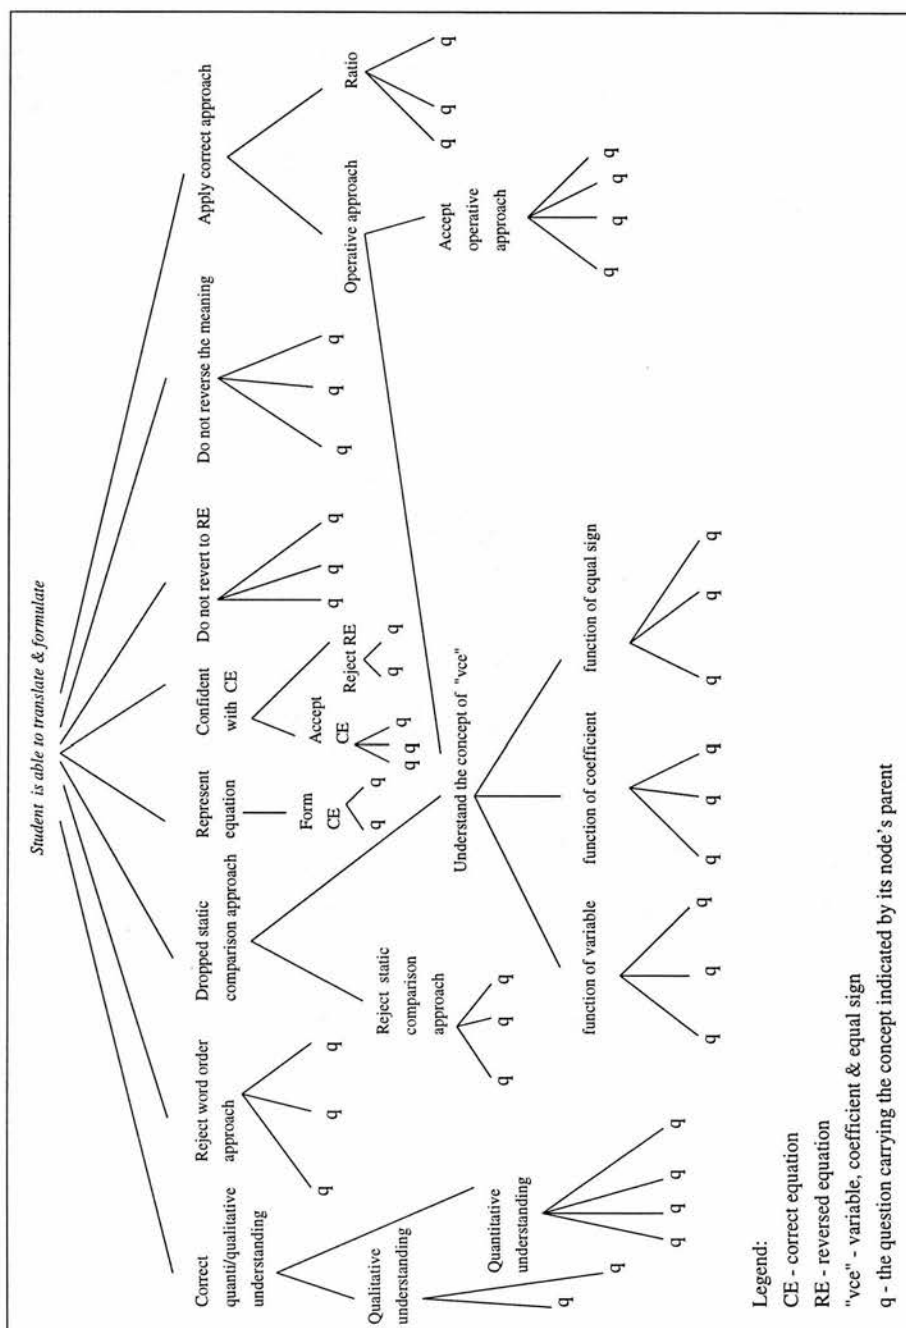 Student is able to translate & formulate
Correct
quanti/qualitative
understanding
Qualitative
understanding
q
q
Quantitative
understanding
q
q
q
q
Reject word order
approach
q
q
q
Dropped static
comparison approach
Reject static
comparison
approach
q
q
q
Represent
equation
Form
CE
q
q
Confident
with CE
Accept
CE
q
q
q
Reject RE
q
q
Do not revert to RE
q
q
q
Do not reverse the meaning
q
q
q
Apply correct approach
Operative approach
Ratio
q
q
q
Accept
operative
approach
q
q
q
q
Understand the concept of "vce"
function of variable
q
q
q
function of coefficient
q
q
q
function of equal sign
q
q
q
Legend:
CE - correct equation
RE - reversed equation
"vce" - variable, coefficient & equal sign
q - the question carrying the concept indicated by its node's parent